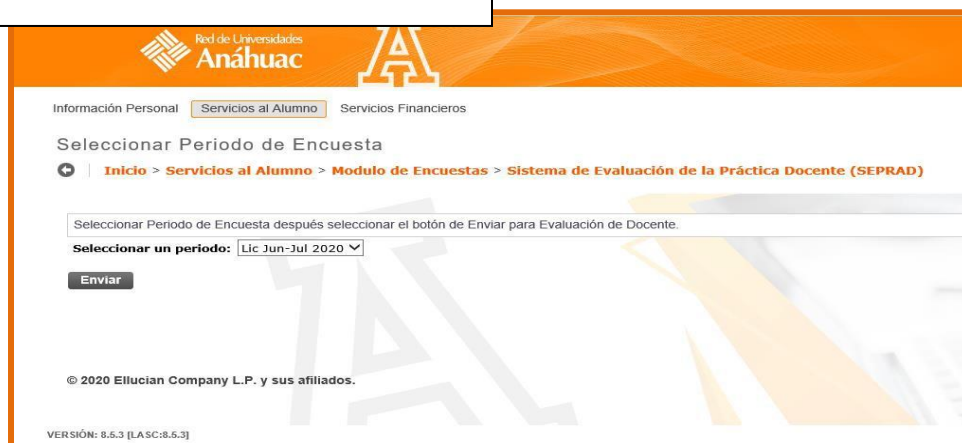 Red de Universidades
Anáhuac
Información Personal Servicios al Alumno Servicios Financieros
Seleccionar Periodo de Encuesta
Inicio > Servicios al Alumno > Modulo de Encuestas > Sistema de Evaluación de la Práctica Docente (SEPRAD)
Seleccionar Periodo de Encuesta después seleccionar el botón de Enviar para Evaluación de Docente.
Seleccionar un periodo: Lic Jun-Jul 2020
Enviar
© 2020 Ellucian Company L.P. y sus afiliados.
VERSIÓN: 8.5.3 [LASC:8.5.3]